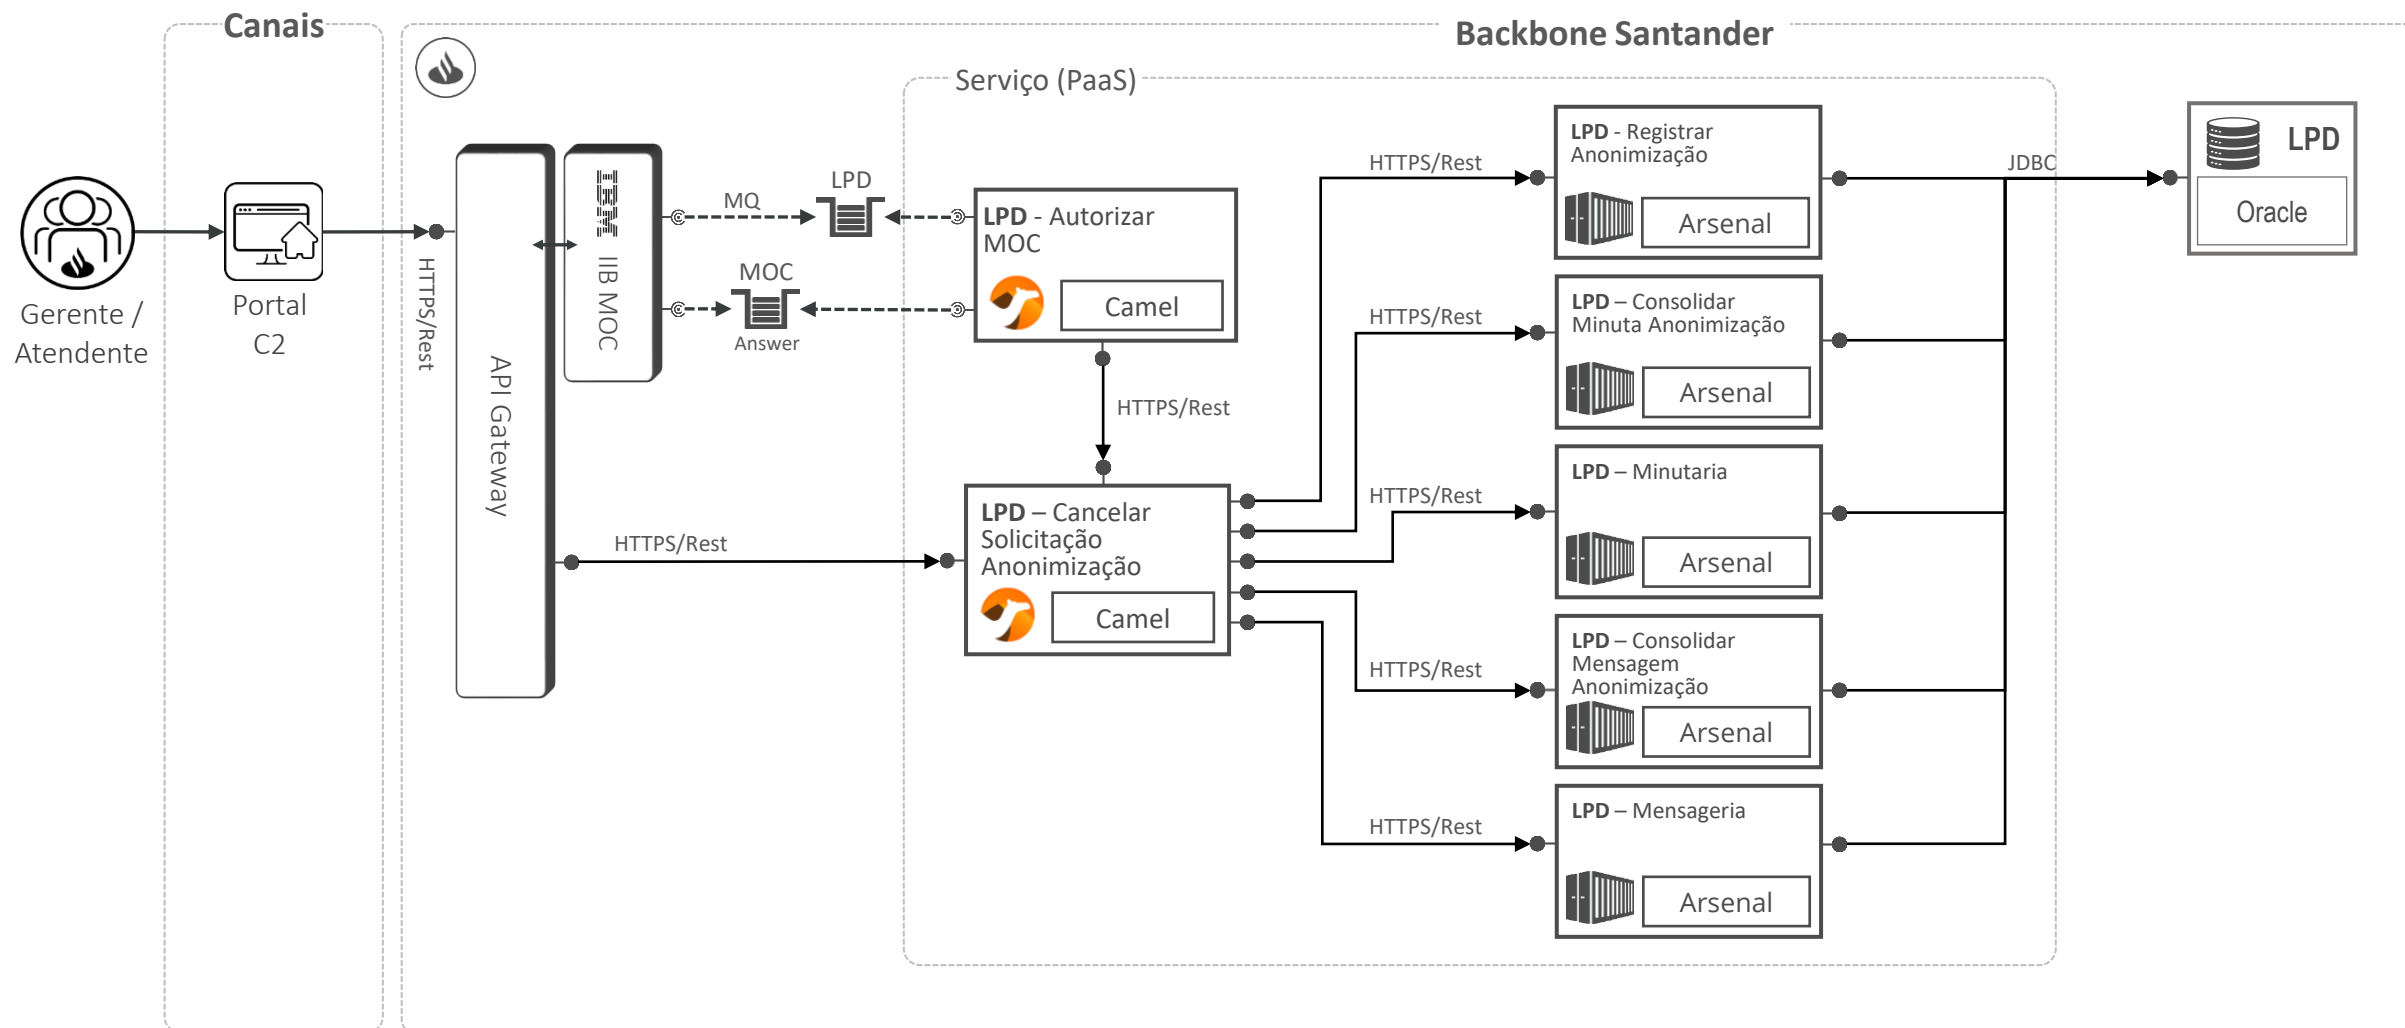 Canais
Backbone Santander
Serviço (PaaS)
Gerente /
Atendente
Portal
C2
HTTPS/Rest
API Gateway
IBM
IIB MOC
MQ
LPD
MOC
Answer
LPD - Autorizar
MOC
Camel
HTTPS/Rest
HTTPS/Rest
LPD – Cancelar
Solicitação
Anonimização
Camel
HTTPS/Rest
LPD - Registrar
Anonimização
Arsenal
HTTPS/Rest
LPD – Consolidar
Minuta Anonimização
Arsenal
HTTPS/Rest
LPD – Minutaria
Arsenal
HTTPS/Rest
LPD – Consolidar
Mensagem
Anonimização
Arsenal
HTTPS/Rest
LPD – Mensageria
Arsenal
JDBC
LPD
Oracle